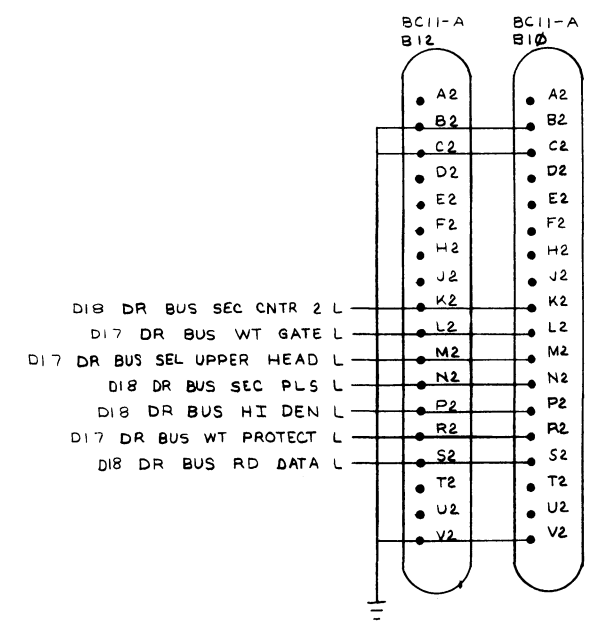 BC11-A BC11-A
B12 B1Ø
A2 A2
B2 B2
C2 C2
D2 D2
E2 E2
F2 F2
H2 H2
J2 J2
D18 DR BUS SEC CNTR 2 L K2 K2
D17 DR BUS WT GATE L L2 L2
D17 DR BUS SEL UPPER HEAD L M2 M2
D18 DR BUS SEC PLS L N2 N2
D18 DR BUS HI DEN L P2 P2
D17 DR BUS WT PROTECT L R2 R2
D18 DR BUS RD DATA L S2 S2
T2 T2
U2 U2
V2 V2